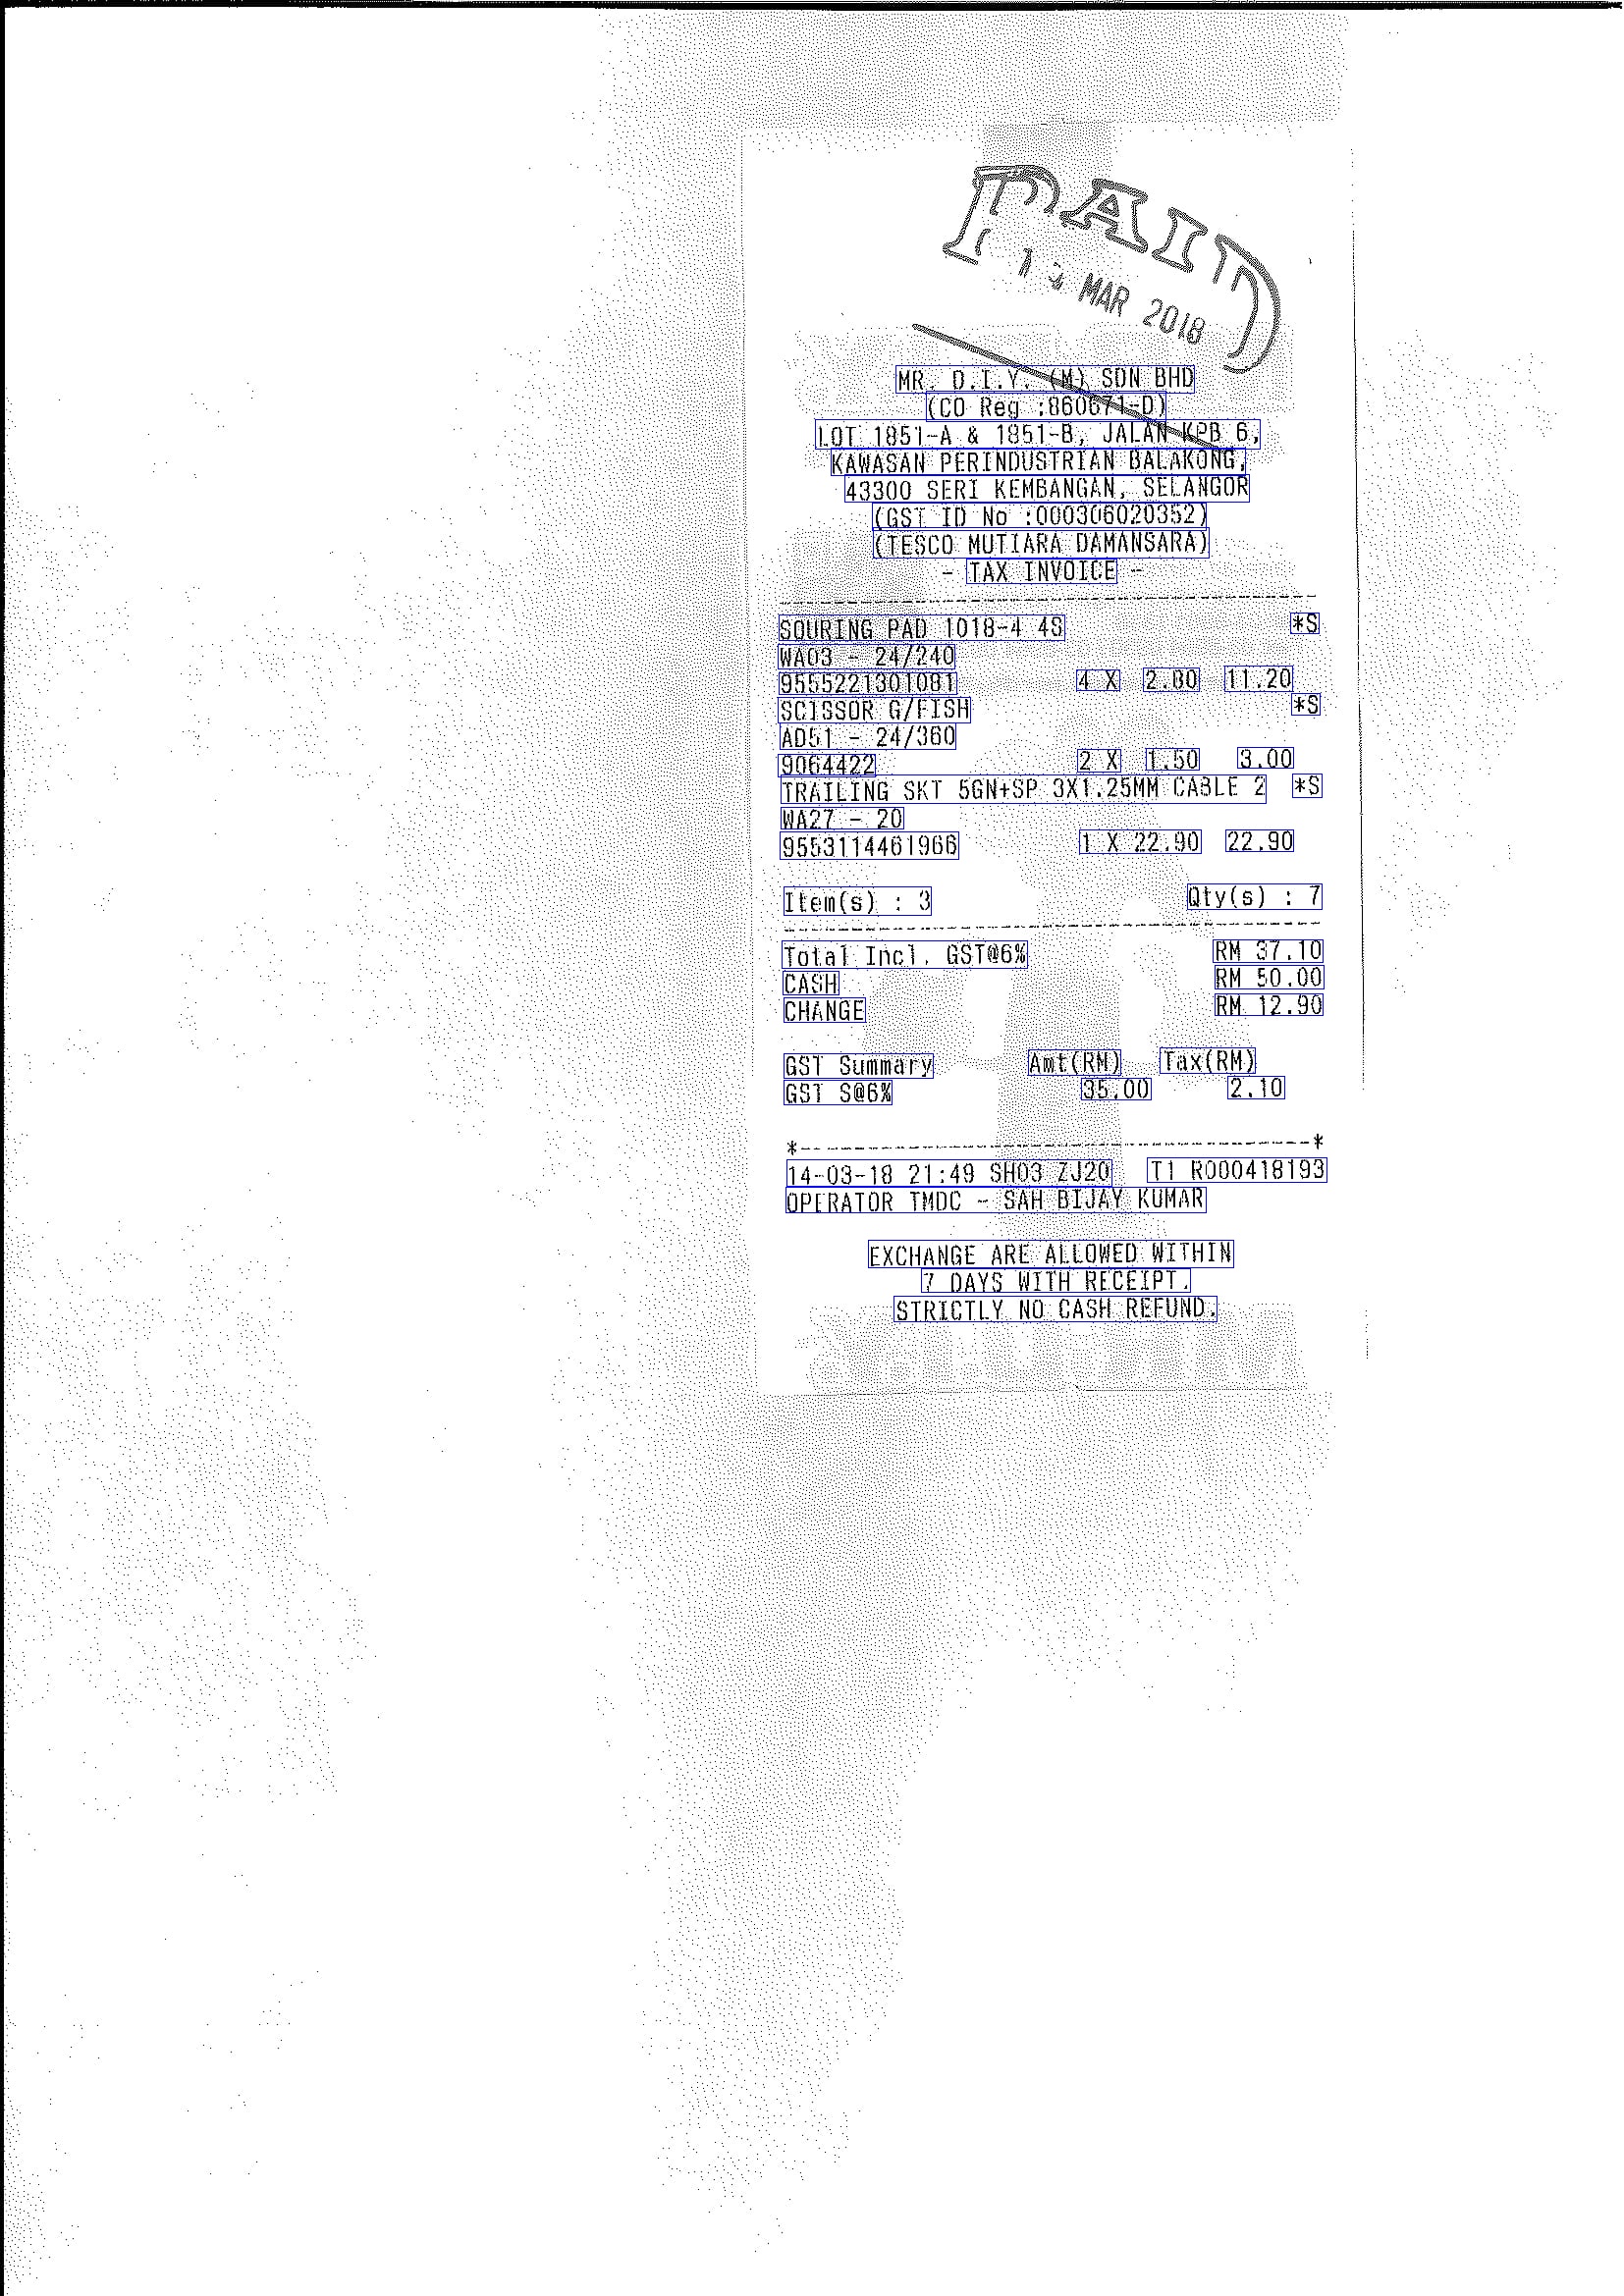 PAID
MAR 2018
MR. D.I.Y. (M) SDN BHD
(CO Reg :860671-D)
LOT 1851-A & 1851-B, JALAN KPB 6,
KAWASAN PERINDUSTRIAN BALAKONG,
43300 SERI KEMBANGAN, SELANGOR
(GST ID No :000306020352)
(TESCO MUTIARA DAMANSARA)
- TAX INVOICE -
SOURING PAD 1018-4 4S *S
WA03 - 24/240
9555221301081 4 X 2.80 11.20
SCISSOR G/FISH *S
AD51 - 24/360
9064422 2 X 1.50 3.00
TRAILING SKT 5GN+SP 3X1.25MM CABLE 2 *S
WA27 - 20
9553114461966 1 X 22.90 22.90
Item(s) : 3 Qty(s) : 7
Total Incl. GST@6% RM 37.10
CASH RM 50.00
CHANGE RM 12.90
GST Summary Amt(RM) Tax(RM)
GST S@6% 35.00 2.10
*--------------------------------------*
14-03-18 21:49 SH03 ZJ20 T1 R000418193
OPERATOR TMDC - SAH BIJAY KUMAR
EXCHANGE ARE ALLOWED WITHIN
7 DAYS WITH RECEIPT.
STRICTLY NO CASH REFUND.